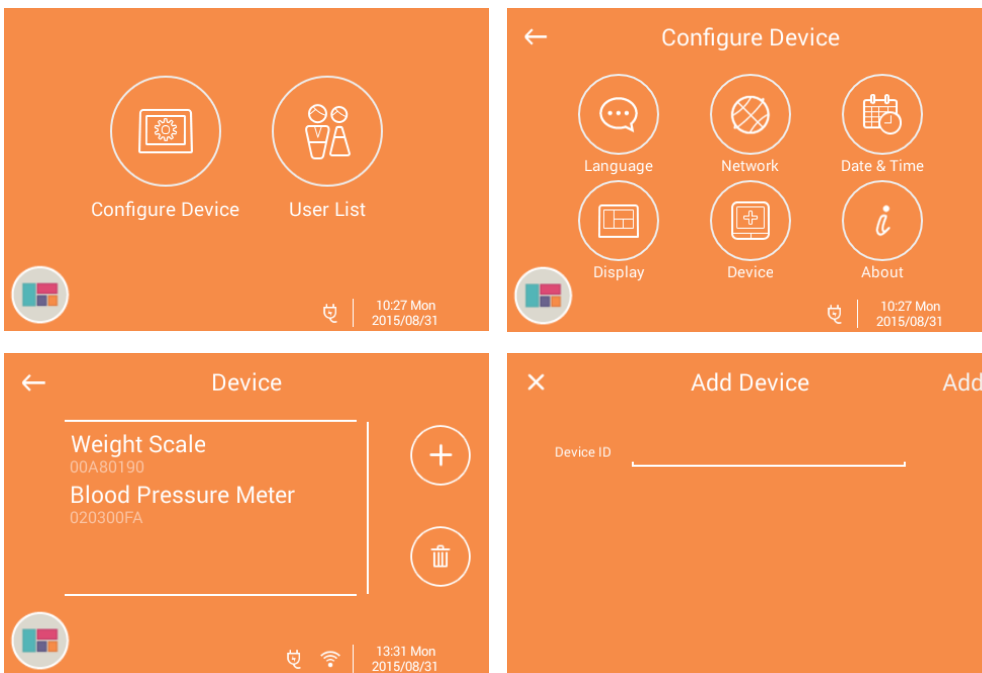 Configure Device
User List
10:27 Mon
2015/08/31
Configure Device
Language
Network
Date & Time
Display
Device
About
10:27 Mon
2015/08/31
Device
Weight Scale
00A80190
Blood Pressure Meter
020300FA
13:31 Mon
2015/08/31
Add Device
Add
Device ID